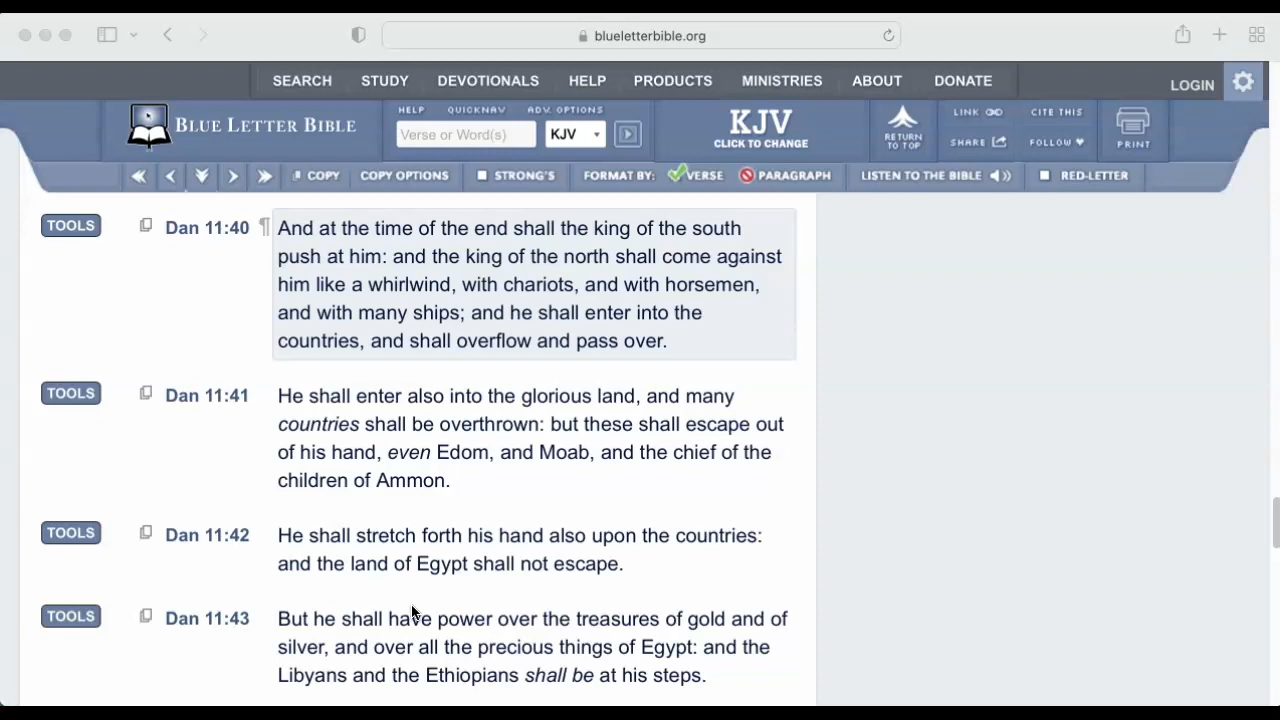 blueletterbible.org
SEARCH STUDY DEVOTIONALS HELP PRODUCTS MINISTRIES ABOUT DONATE
LOGIN
BLUE LETTER BIBLE
HELP QUICKNAV ADV. OPTIONS
Verse or Word(s) KJV
KJV
CLICK TO CHANGE
RETURN
TO TOP
LINK CITE THIS
SHARE FOLLOW
PRINT
COPY COPY OPTIONS STRONG'S FORMAT BY: VERSE PARAGRAPH LISTEN TO THE BIBLE RED-LETTER
TOOLS Dan 11:40 ¶ And at the time of the end shall the king of the south
push at him: and the king of the north shall come against
him like a whirlwind, with chariots, and with horsemen,
and with many ships; and he shall enter into the
countries, and shall overflow and pass over.
TOOLS Dan 11:41 He shall enter also into the glorious land, and many
countries shall be overthrown: but these shall escape out
of his hand, even Edom, and Moab, and the chief of the
children of Ammon.
TOOLS Dan 11:42 He shall stretch forth his hand also upon the countries:
and the land of Egypt shall not escape.
TOOLS Dan 11:43 But he shall have power over the treasures of gold and of
silver, and over all the precious things of Egypt: and the
Libyans and the Ethiopians shall be at his steps.